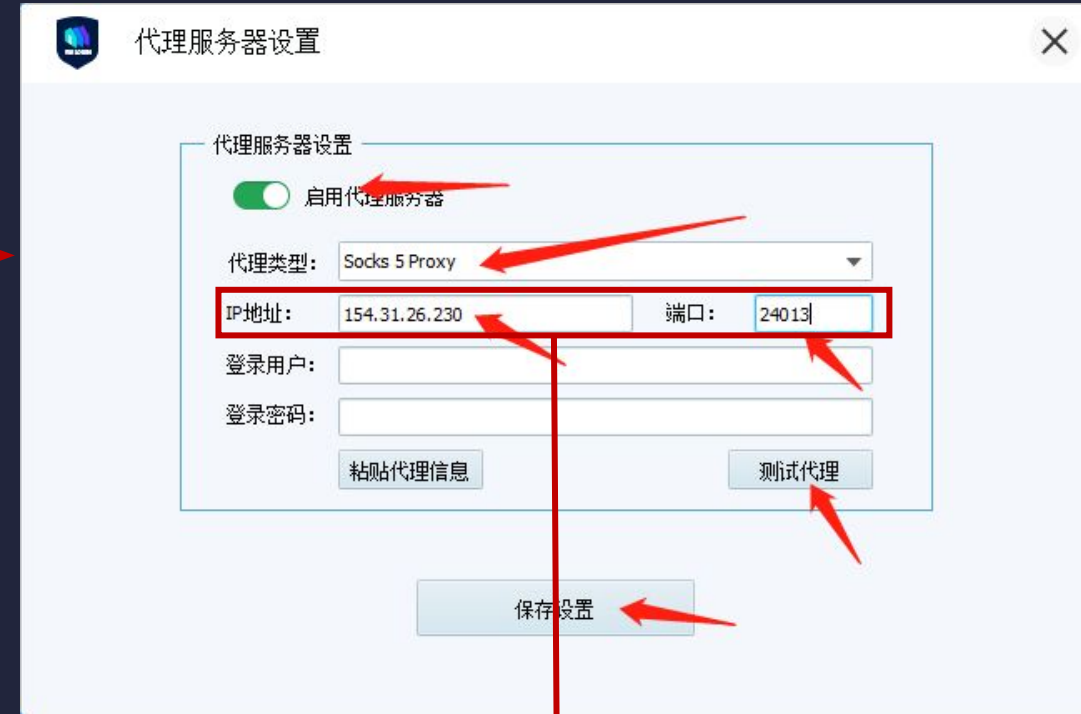 代理服务器设置
代理服务器设置
启用代理服务器
代理类型： Socks 5 Proxy
IP地址： 154.31.26.230 端口： 24013
登录用户：
登录密码：
粘贴代理信息 测试代理
保存设置